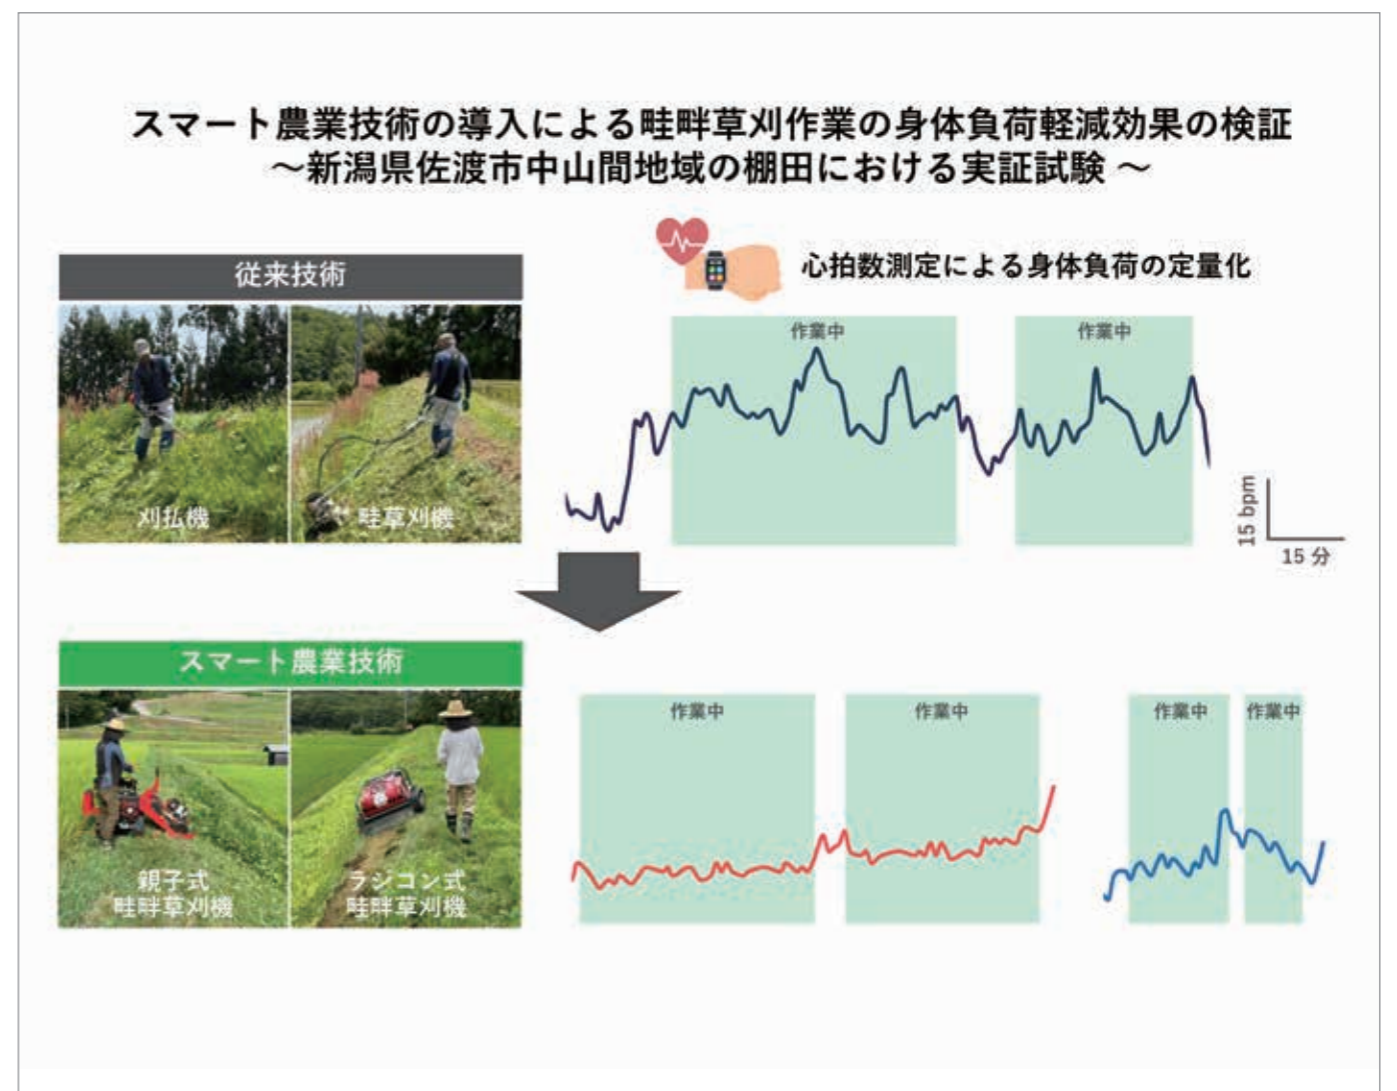 スマート農業技術の導入による畦畔草刈作業の身体負荷軽減効果の検証
～新潟県佐渡市中山間地域の棚田における実証試験 ～
従来技術
刈払機
畦草刈機
心拍数測定による身体負荷の定量化
作業中
作業中
15 bpm
15 分
スマート農業技術
親子式
畦畔草刈機
ラジコン式
畦畔草刈機
作業中
作業中
作業中
作業中